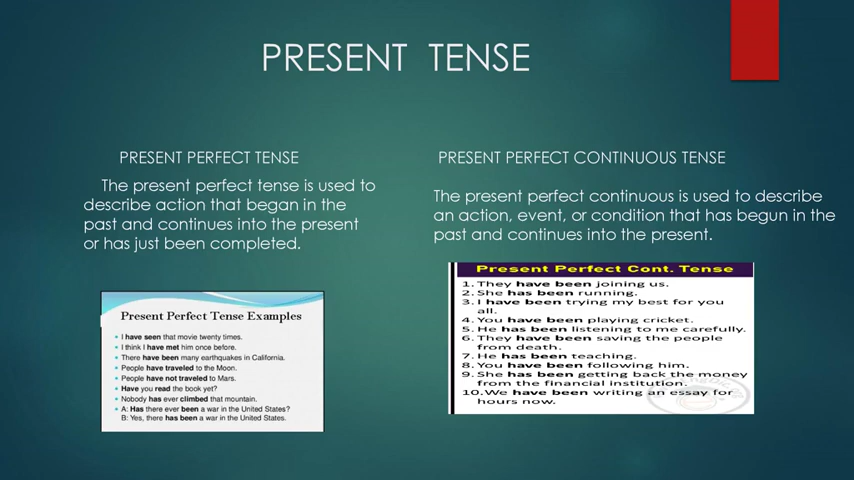 PRESENT TENSE
PRESENT PERFECT TENSE
The present perfect tense is used to
describe action that began in the
past and continues into the present
or has just been completed.
Present Perfect Tense Examples
I have seen that movie twenty times.
I think I have met him once before.
There have been many earthquakes in California.
People have traveled to the Moon.
People have not traveled to Mars.
Have you read the book yet?
Nobody has ever climbed that mountain.
A: Has there ever been a war in the United States?
B: Yes, there has been a war in the United States.
PRESENT PERFECT CONTINUOUS TENSE
The present perfect continuous is used to describe
an action, event, or condition that has begun in the
past and continues into the present.
Present Perfect Cont. Tense
1. They have been joining us.
2. She has been running.
3. I have been trying my best for you
all.
4. You have been playing cricket.
5. He has been listening to me carefully.
6. They have been saving the people
from death.
7. He has been teaching.
8. You have been following him.
9. She has been getting back the money
from the financial institution.
10. We have been writing an essay for
hours now.